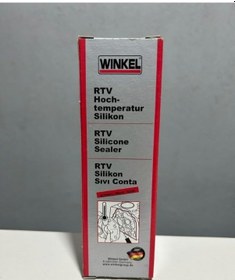 WINKEL
RTV
Hoch-
temperatur
Silikon
RTV
Silicone
Sealer
RTV
Silikon
Sıvı Conta